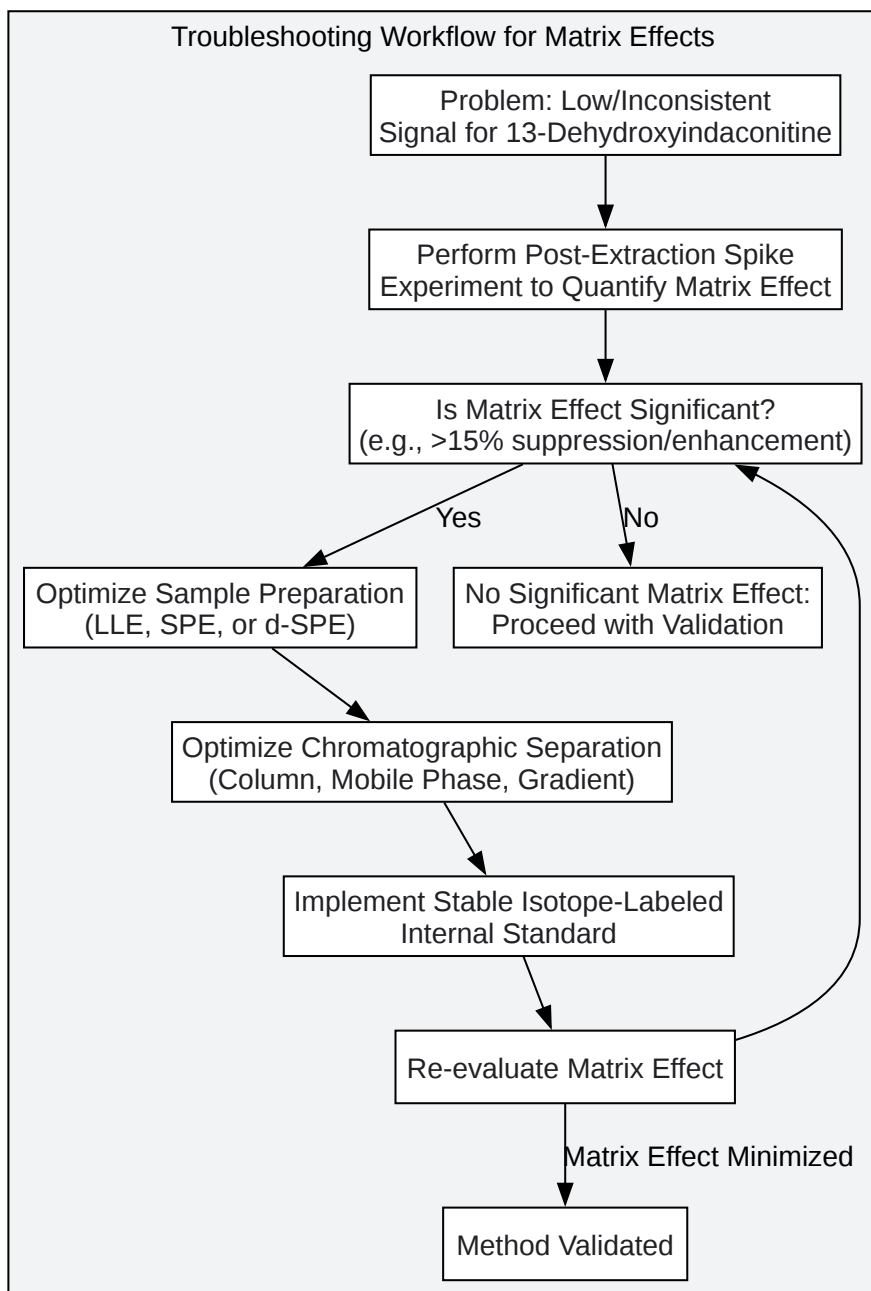 Troubleshooting Workflow for Matrix Effects
Problem: Low/Inconsistent
Signal for 13-Dehydroxyindaconitine
Perform Post-Extraction Spike
Experiment to Quantify Matrix Effect
Is Matrix Effect Significant?
(e.g., >15% suppression/enhancement)
Yes
No
Optimize Sample Preparation
(LLE, SPE, or d-SPE)
No Significant Matrix Effect:
Proceed with Validation
Optimize Chromatographic Separation
(Column, Mobile Phase, Gradient)
Implement Stable Isotope-Labeled
Internal Standard
Re-evaluate Matrix Effect
Matrix Effect Minimized
Method Validated